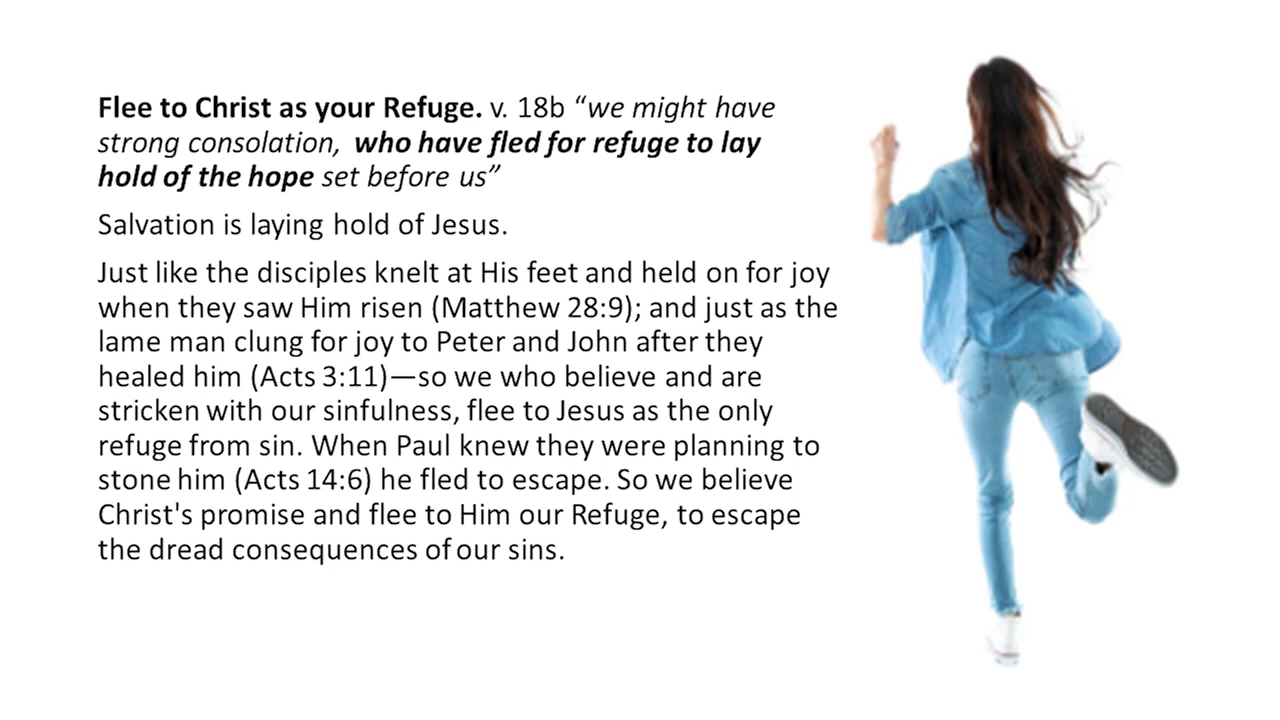 Flee to Christ as your Refuge. v. 18b “we might have
strong consolation,  who have fled for refuge to lay
hold of the hope set before us”
Salvation is laying hold of Jesus.
Just like the disciples knelt at His feet and held on for joy
when they saw Him risen (Matthew 28:9); and just as the
lame man clung for joy to Peter and John after they
healed him (Acts 3:11)—so we who believe and are
stricken with our sinfulness, flee to Jesus as the only
refuge from sin. When Paul knew they were planning to
stone him (Acts 14:6) he fled to escape. So we believe
Christ's promise and flee to Him our Refuge, to escape
the dread consequences of our sins.